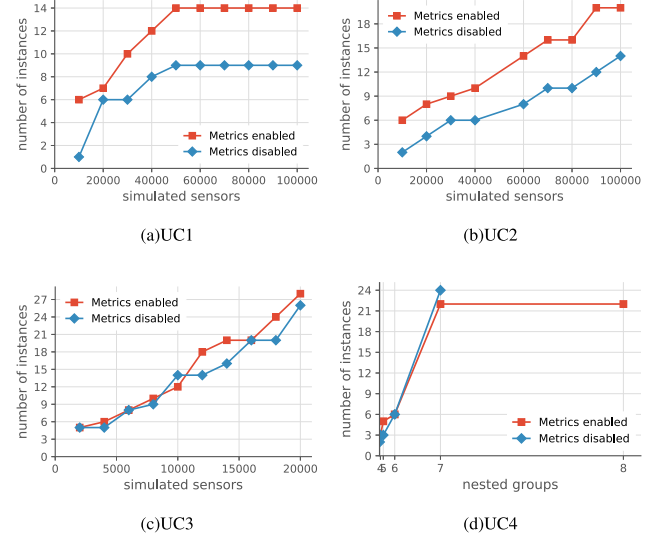 14
12
10
8
6
4
2
0
number of instances
Metrics enabled
Metrics disabled
0 20000 40000 60000 80000 100000
simulated sensors
(a)UC1
18
15
12
9
6
3
0
number of instances
Metrics enabled
Metrics disabled
0 20000 40000 60000 80000 100000
simulated sensors
(b)UC2
27
24
21
18
15
12
9
6
3
0
number of instances
Metrics enabled
Metrics disabled
0 5000 10000 15000 20000
simulated sensors
(c)UC3
24
21
18
15
12
9
6
3
0
number of instances
Metrics enabled
Metrics disabled
4 5 6 7 8
nested groups
(d)UC4